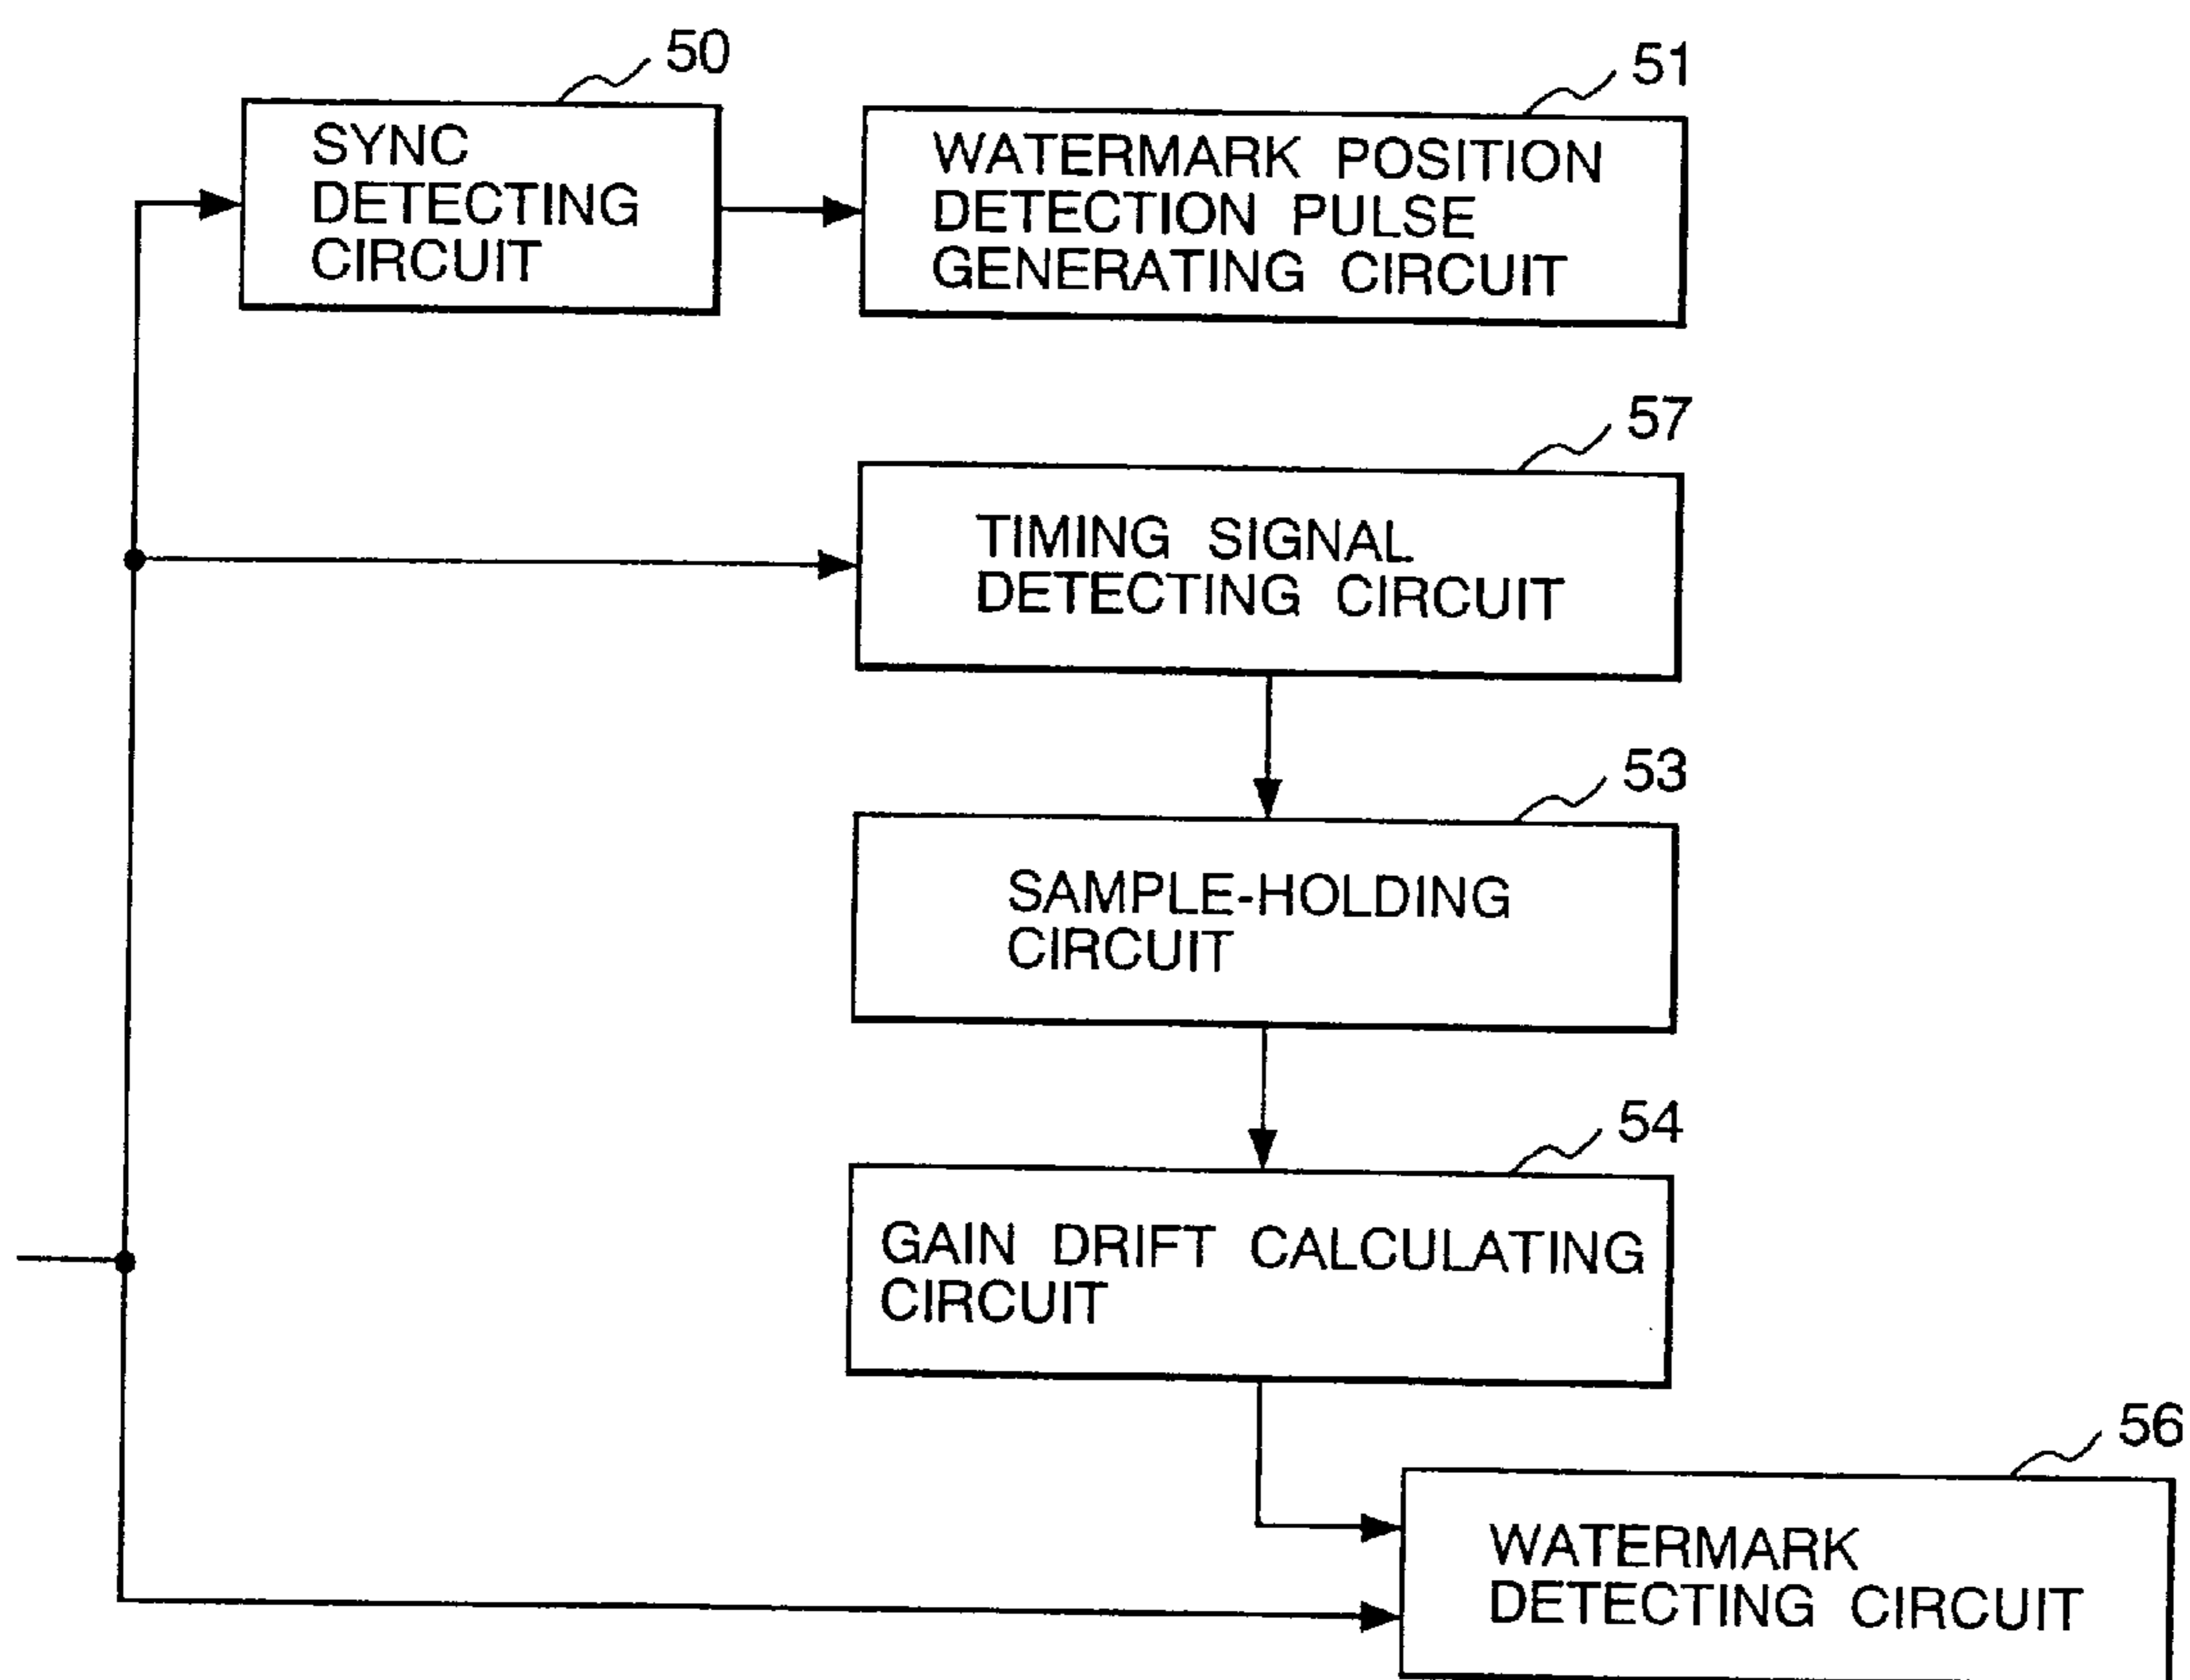 50
SYNC
DETECTING
CIRCUIT
51
WATERMARK POSITION
DETECTION PULSE
GENERATING CIRCUIT
57
TIMING SIGNAL
DETECTING CIRCUIT
53
SAMPLE-HOLDING
CIRCUIT
54
GAIN DRIFT CALCULATING
CIRCUIT
56
WATERMARK
DETECTING CIRCUIT